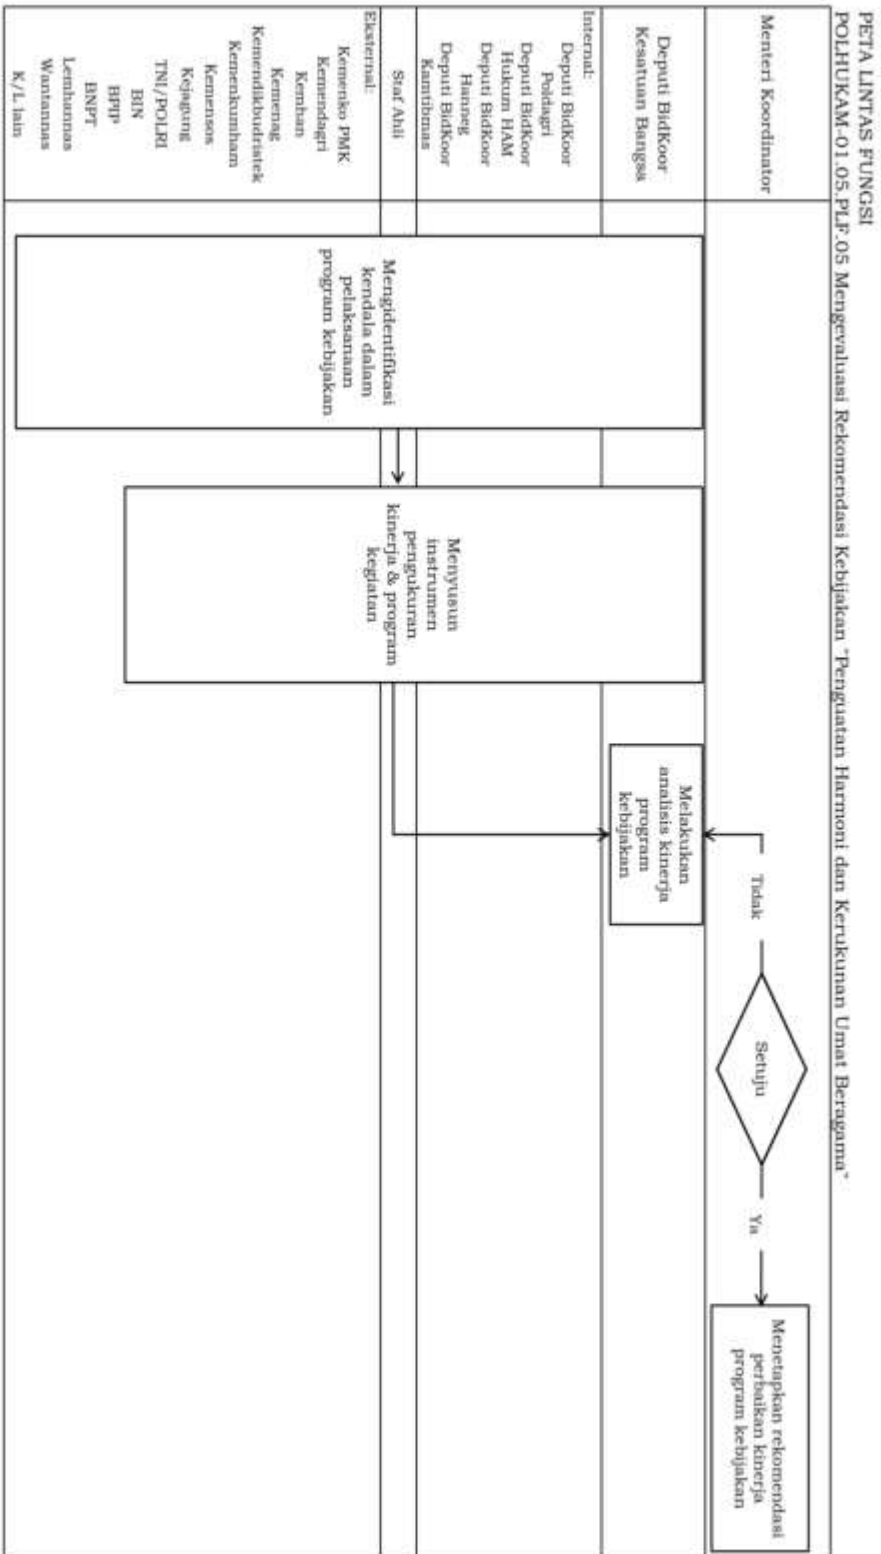 PETA LINTAS FUNGSI
POLHUKAM-01.05.PLF.05 Mengevaluasi Rekomendasi Kebijakan "Penguatan Harmoni dan Kerukunan Umat Beragama"
Menteri Koordinator
Tidak
Setuju
Ya
Menetapkan rekomendasi
perbaikan kinerja
program kebijakan
Deputi BidKoor
Kesatuan Bangsa
Melakukan
analisis kinerja
program
kebijakan
Internal:
Deputi BidKoor
Poldagri
Deputi BidKoor
Hukum HAM
Deputi BidKoor
Hanneg
Deputi BidKoor
Kamtibmas
Staf Ahli
Eksternal:
Kemenko PMK
Kemendagri
Kemhan
Kemenag
Kemendikbudristek
Kemenkumham
Kemensos
Kejagung
TNI/POLRI
BIN
BPIP
BNPT
Lemhannas
Wantannas
K/L lain
Mengidentifikasi
kendala dalam
pelaksanaan
program kebijakan
Menyusun
instrumen
pengukuran
kinerja & program
kegiatan